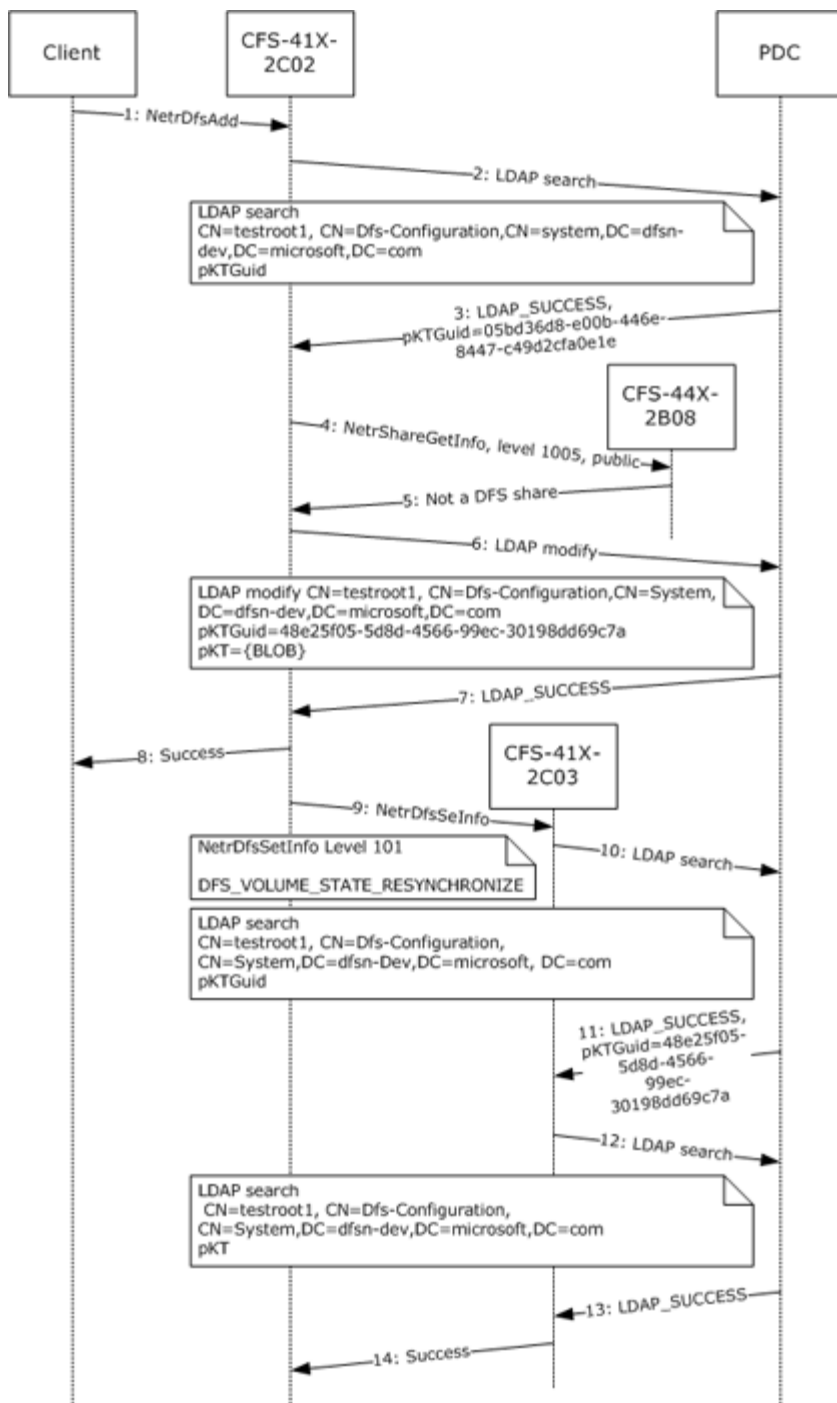 Client
CFS-41X-
2C02
PDC
1: NetrDfsAdd
2: LDAP search
LDAP search
CN=testroot1, CN=Dfs-Configuration,CN=system,DC=dfsn-
dev,DC=microsoft,DC=com
pKTGuid
3: LDAP_SUCCESS,
pKTGuid=05bd36d8-e00b-446e-
8447-c49d2cfa0e1e
CFS-44X-
2B08
4: NetrShareGetInfo, level 1005, public
5: Not a DFS share
6: LDAP modify
LDAP modify CN=testroot1, CN=Dfs-Configuration,CN=System,
DC=dfsn-dev,DC=microsoft,DC=com
pKTGuid=48e25f05-5d8d-4566-99ec-30198dd69c7a
pKT={BLOB}
7: LDAP_SUCCESS
8: Success
CFS-41X-
2C03
9: NetrDfsSeInfo
NetrDfsSetInfo Level 101
DFS_VOLUME_STATE_RESYNCHRONIZE
10: LDAP search
LDAP search
CN=testroot1, CN=Dfs-Configuration,
CN=System,DC=dfsn-Dev,DC=microsoft, DC=com
pKTGuid
11: LDAP_SUCCESS,
pKTGuid=48e25f05-
5d8d-4566-
99ec-
30198dd69c7a
12: LDAP search
LDAP search
CN=testroot1, CN=Dfs-Configuration,
CN=System,DC=dfsn-dev,DC=microsoft,DC=com
pKT
13: LDAP_SUCCESS
14: Success